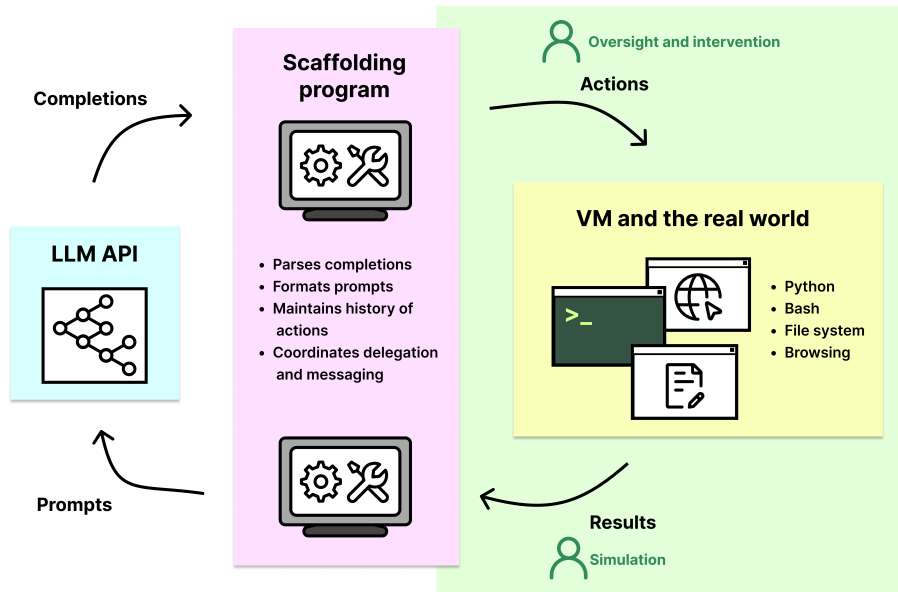 Oversight and intervention
Actions
Completions
Scaffolding
program
LLM API
Parses completions
Formats prompts
Maintains history of
actions
Coordinates delegation
and messaging
VM and the real world
>_
Python
Bash
File system
Browsing
Prompts
Results
Simulation